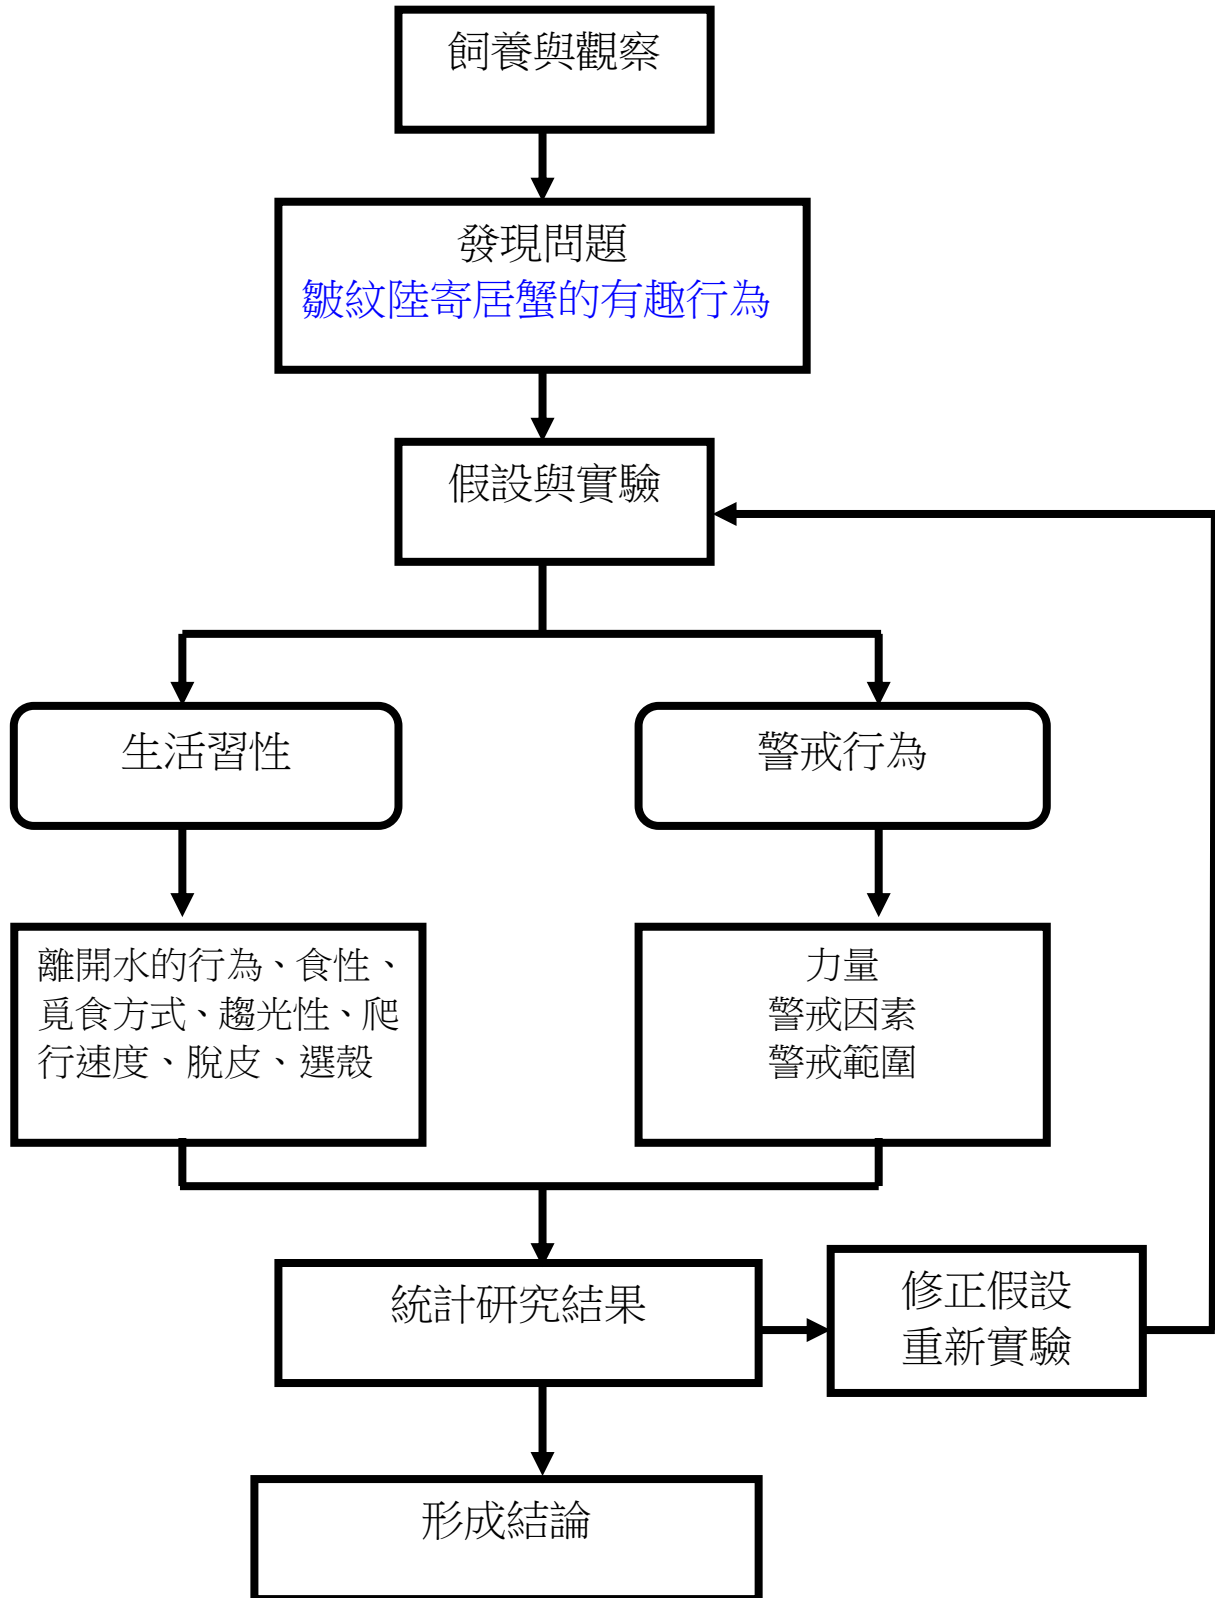 飼養與觀察
發現問題
皺紋陸寄居蟹的有趣行為
假設與實驗
生活習性
警戒行為
離開水的行為、食性、
覓食方式、趨光性、爬
行速度、脫皮、選殼
力量
警戒因素
警戒範圍
統計研究結果
修正假設
重新實驗
形成結論